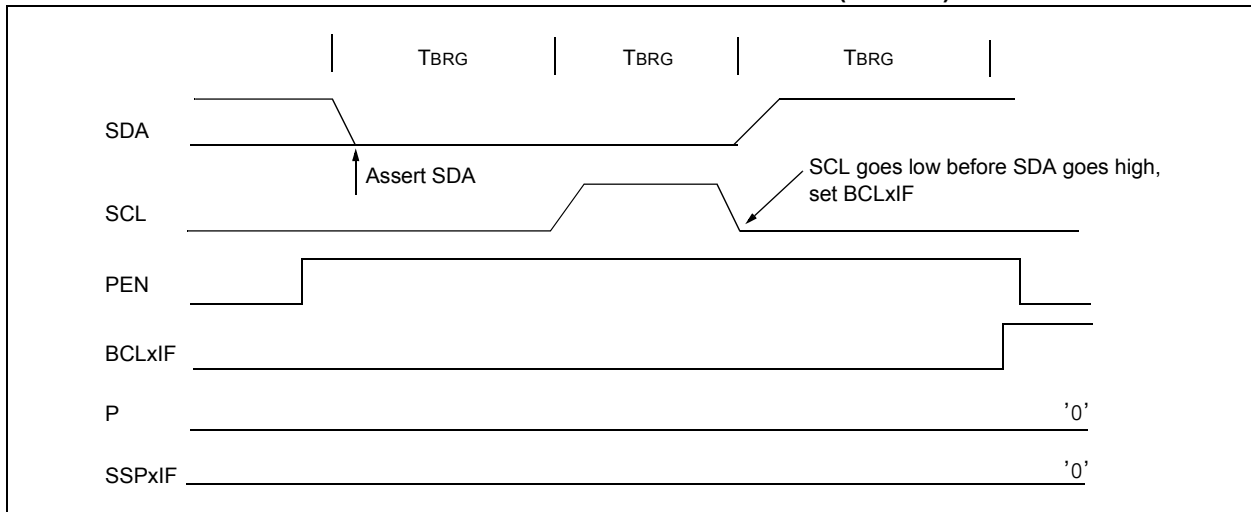 TBRG TBRG TBRG
SDA
Assert SDA
SCL goes low before SDA goes high,
set BCLxIF
SCL
PEN
BCLxIF
P
'0'
SSPxIF
'0'